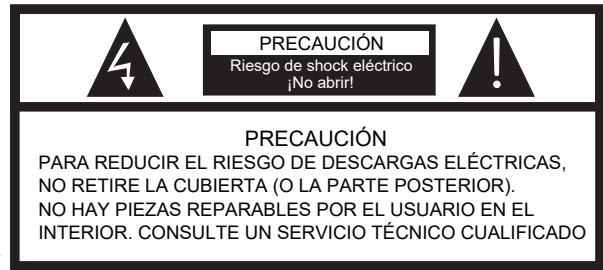 PRECAUCIÓN
Riesgo de shock eléctrico
¡No abrir!
PRECAUCIÓN
PARA REDUCIR EL RIESGO DE DESCARGAS ELÉCTRICAS,
NO RETIRE LA CUBIERTA (O LA PARTE POSTERIOR).
NO HAY PIEZAS REPARABLES POR EL USUARIO EN EL
INTERIOR. CONSULTE UN SERVICIO TÉCNICO CUALIFICADO